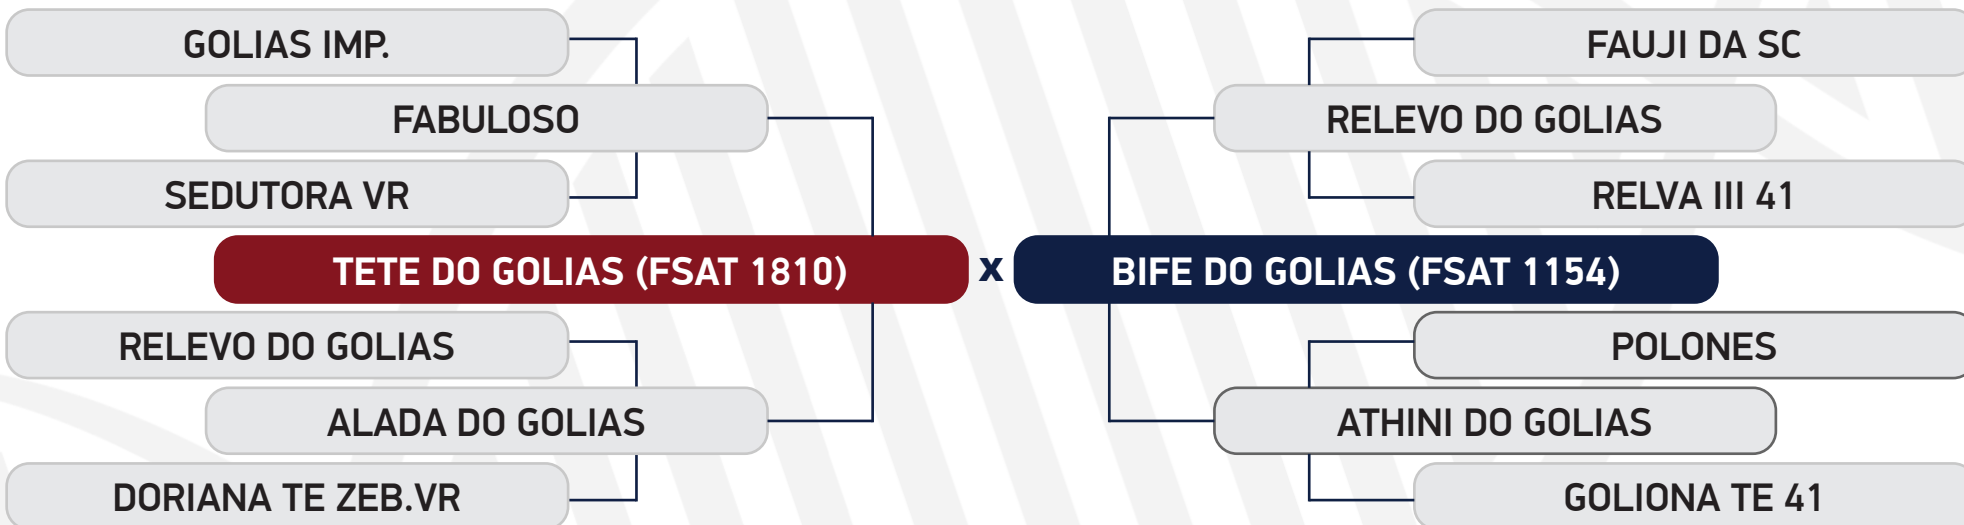 GOLIAS IMP.
FABULOSO
SEDUTORA VR
TETE DO GOLIAS (FSAT 1810)
RELEVO DO GOLIAS
ALADA DO GOLIAS
DORIANA TE ZEB.VR
x
FAUJI DA SC
RELEVO DO GOLIAS
RELVA III 41
BIFE DO GOLIAS (FSAT 1154)
POLONES
ATHINI DO GOLIAS
GOLIONA TE 41